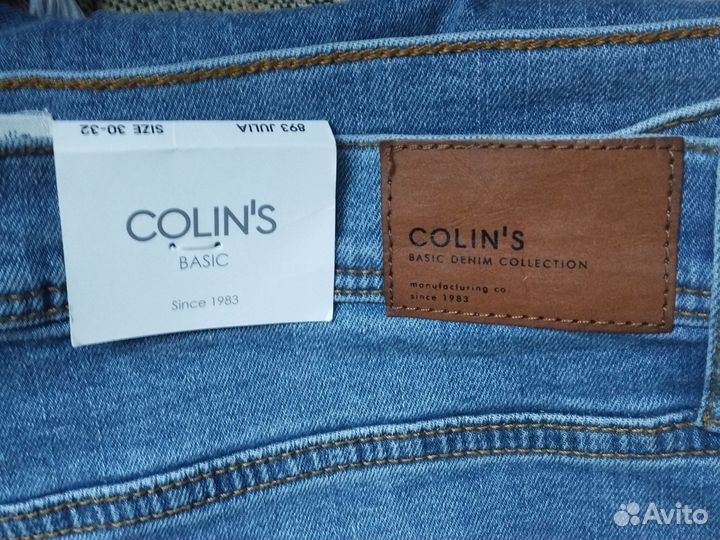 893 JULIA SIZE 30-32
COLIN'S
BASIC
Since 1983
COLIN'S
BASIC DENIM COLLECTION
manufacturing co
since 1983
Avito